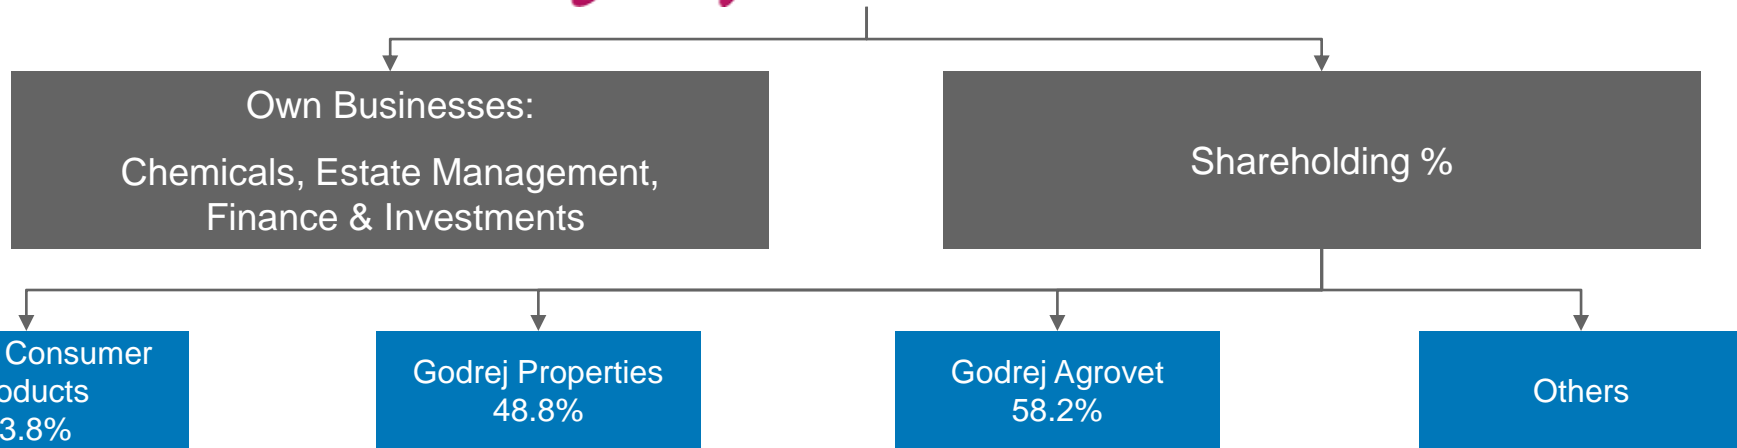 Own Businesses:
Chemicals, Estate Management,
Finance & Investments
Shareholding %
Consumer
Godrej Properties
48.8%
Godrej Agrovet
58.2%
Others